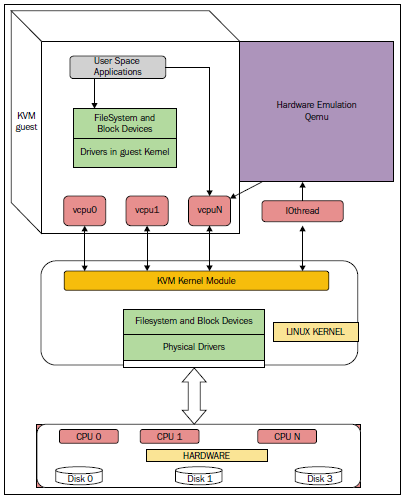 User Space
Applications
KVM
guest
FileSystem and
Block Devices
Drivers in guest Kernel
Hardware Emulation
Qemu
vcpu0
vcpu1
vcpuN
IOthread
KVM Kernel Module
Filesystem and Block Devices
Physical Drivers
LINUX KERNEL
CPU 0
CPU 1
CPU N
HARDWARE
Disk 0
Disk 1
Disk 3